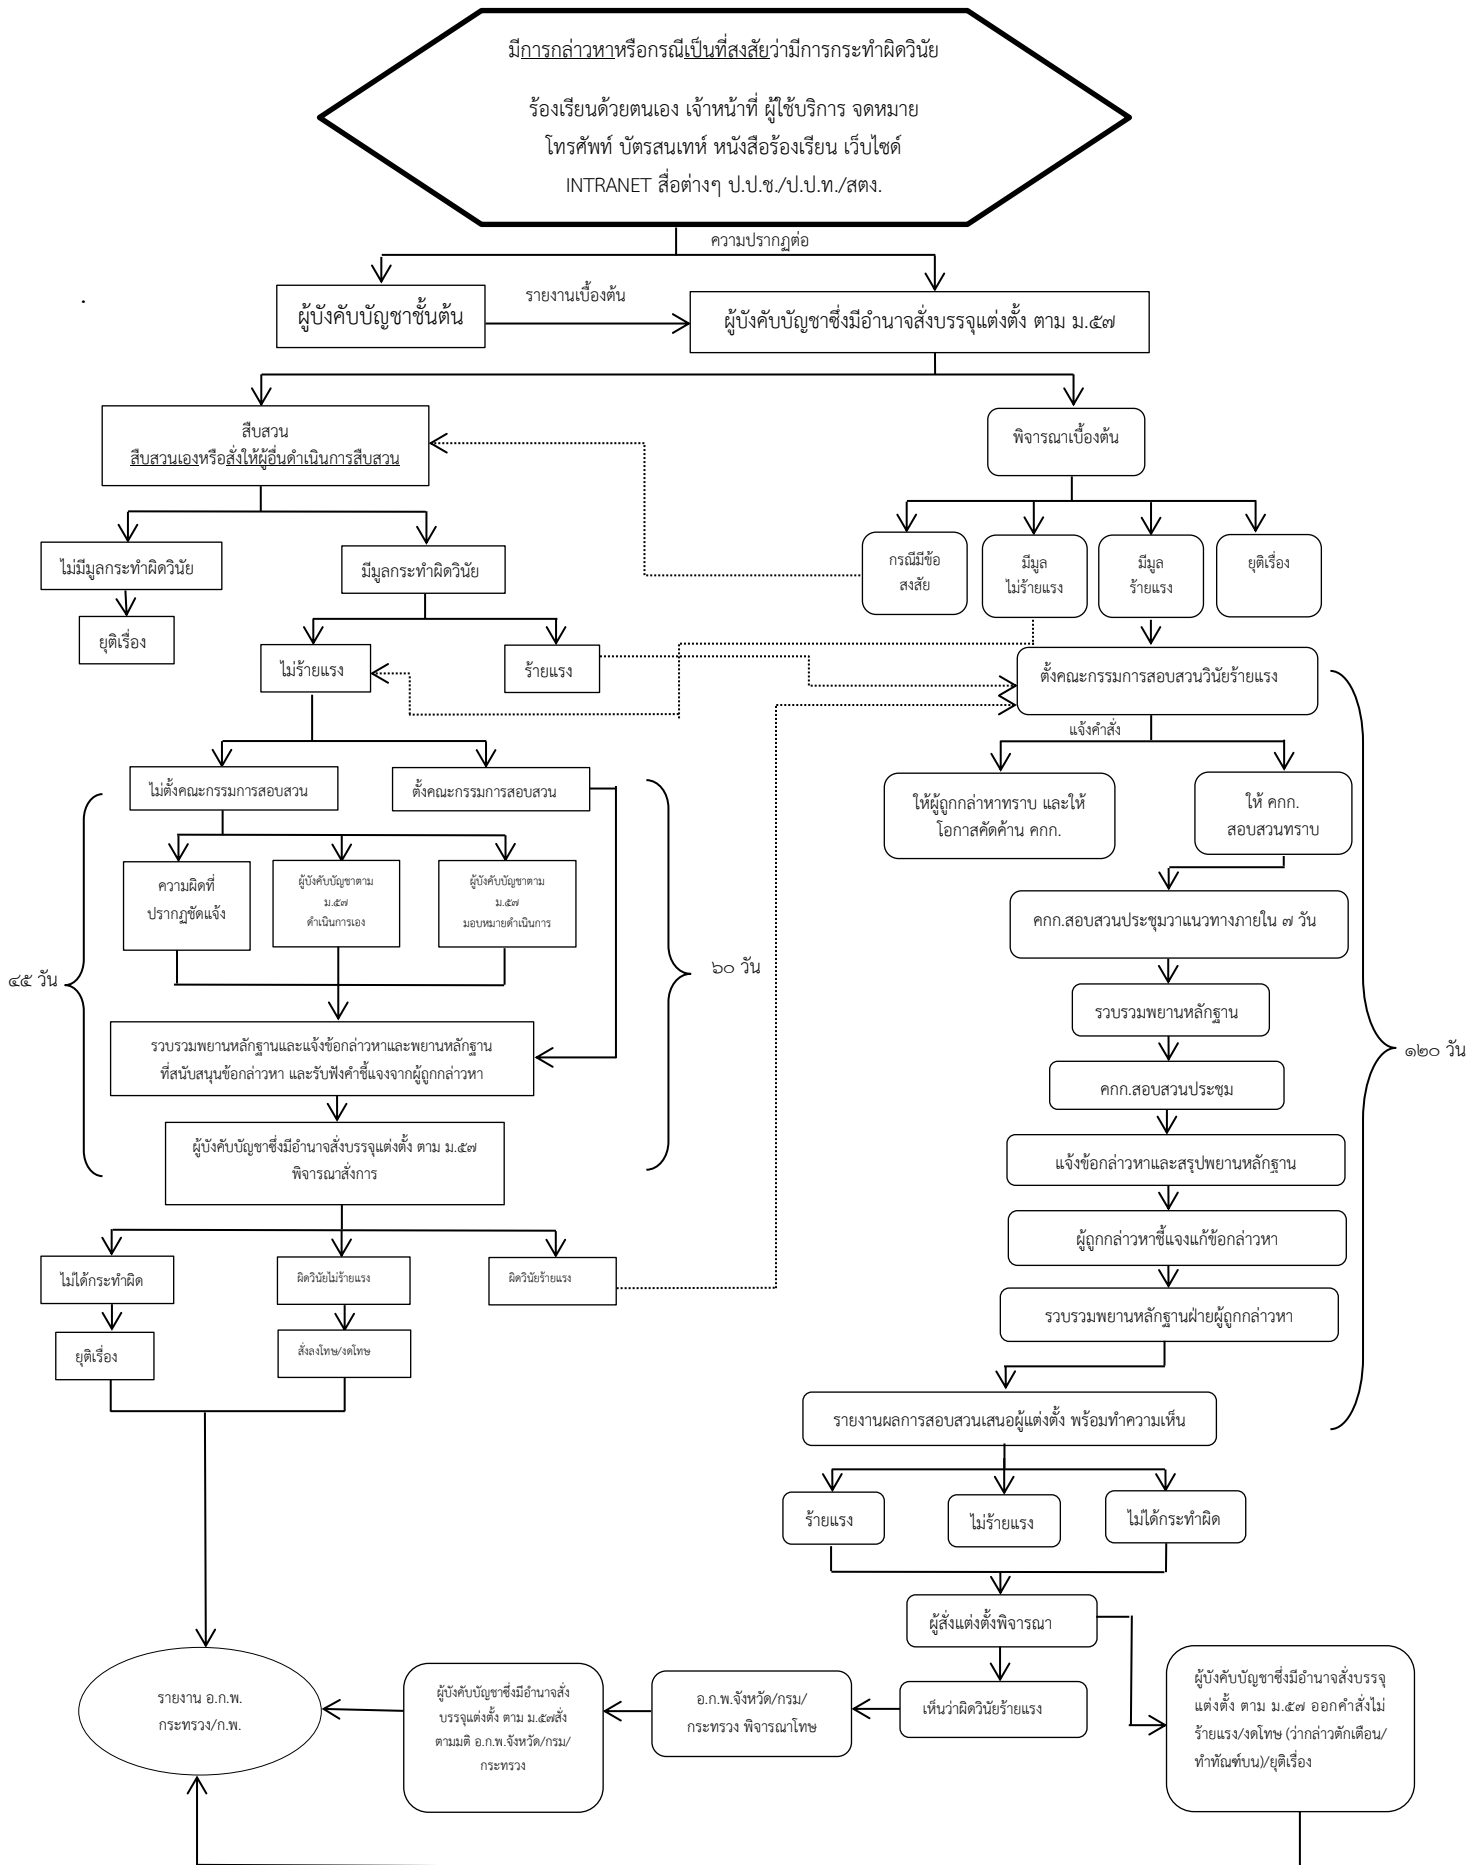 มีการกล่าวหาหรือกรณีเป็นที่สงสัยว่ามีการกระทำผิดวินัย
ร้องเรียนด้วยตนเอง เจ้าหน้าที่ ผู้ใช้บริการ จดหมาย
โทรศัพท์ บัตรสนเทห์ หนังสือร้องเรียน เว็บไซด์
INTRANET สื่อต่างๆ ป.ป.ช./ป.ป.ท./สตง.
ความปรากฏต่อ
ผู้บังคับบัญชาชั้นต้น
รายงานเบื้องต้น
ผู้บังคับบัญชาซึ่งมีอำนาจสั่งบรรจุแต่งตั้ง ตาม ม.๕๗
สืบสวน
สืบสวนเองหรือสั่งให้ผู้อื่นดำเนินการสืบสวน
พิจารณาเบื้องต้น
ไม่มีมูลกระทำผิดวินัย
มีมูลกระทำผิดวินัย
กรณีมีข้อ
สงสัย
มีมูล
ไม่ร้ายแรง
มีมูล
ร้ายแรง
ยุติเรื่อง
ยุติเรื่อง
ไม่ร้ายแรง
ร้ายแรง
ตั้งคณะกรรมการสอบสวนวินัยร้ายแรง
แจ้งคำสั่ง
ไม่ตั้งคณะกรรมการสอบสวน
ตั้งคณะกรรมการสอบสวน
ให้ผู้ถูกกล่าหาทราบ และให้
โอกาสคัดค้าน คกก.
ให้ คกก.
สอบสวนทราบ
ความผิดที่
ปรากฏชัดแจ้ง
ผู้บังคับบัญชาตาม
ม.๕๗
ดำเนินการเอง
ผู้บังคับบัญชาตาม
ม.๕๗
มอบหมายดำเนินการ
คกก.สอบสวนประชุมวาแนวทางภายใน ๗ วัน
๔๕ วัน
๖๐ วัน
รวบรวมพยานหลักฐาน
๑๒๐ วัน
รวบรวมพยานหลักฐานและแจ้งข้อกล่าวหาและพยานหลักฐาน
ที่สนับสนุนข้อกล่าวหา และรับฟังคำชี้แจงจากผู้ถูกกล่าวหา
คกก.สอบสวนประชุม
ผู้บังคับบัญชาซึ่งมีอำนาจสั่งบรรจุแต่งตั้ง ตาม ม.๕๗
พิจารณาสั่งการ
แจ้งข้อกล่าวหาและสรุปพยานหลักฐาน
ผู้ถูกกล่าวหาชี้แจงแก้ข้อกล่าวหา
ไม่ได้กระทำผิด
ผิดวินัยไม่ร้ายแรง
ผิดวินัยร้ายแรง
รวบรวมพยานหลักฐานฝ่ายผู้ถูกกล่าวหา
ยุติเรื่อง
สั่งลงโทษ/งดโทษ
รายงานผลการสอบสวนเสนอผู้แต่งตั้ง พร้อมทำความเห็น
ร้ายแรง
ไม่ร้ายแรง
ไม่ได้กระทำผิด
ผู้สั่งแต่งตั้งพิจารณา
รายงาน อ.ก.พ.
กระทรวง/ก.พ.
ผู้บังคับบัญชาซึ่งมีอำนาจสั่ง
บรรจุแต่งตั้ง ตาม ม.๕๗สั่ง
ตามมติ อ.ก.พ.จังหวัด/กรม/
กระทรวง
อ.ก.พ.จังหวัด/กรม/
กระทรวง พิจารณาโทษ
เห็นว่าผิดวินัยร้ายแรง
ผู้บังคับบัญชาซึ่งมีอำนาจสั่งบรรจุ
แต่งตั้ง ตาม ม.๕๗ ออกคำสั่งไม่
ร้ายแรง/งดโทษ (ว่ากล่าวตักเตือน/
ทำทัณฑ์บน)/ยุติเรื่อง